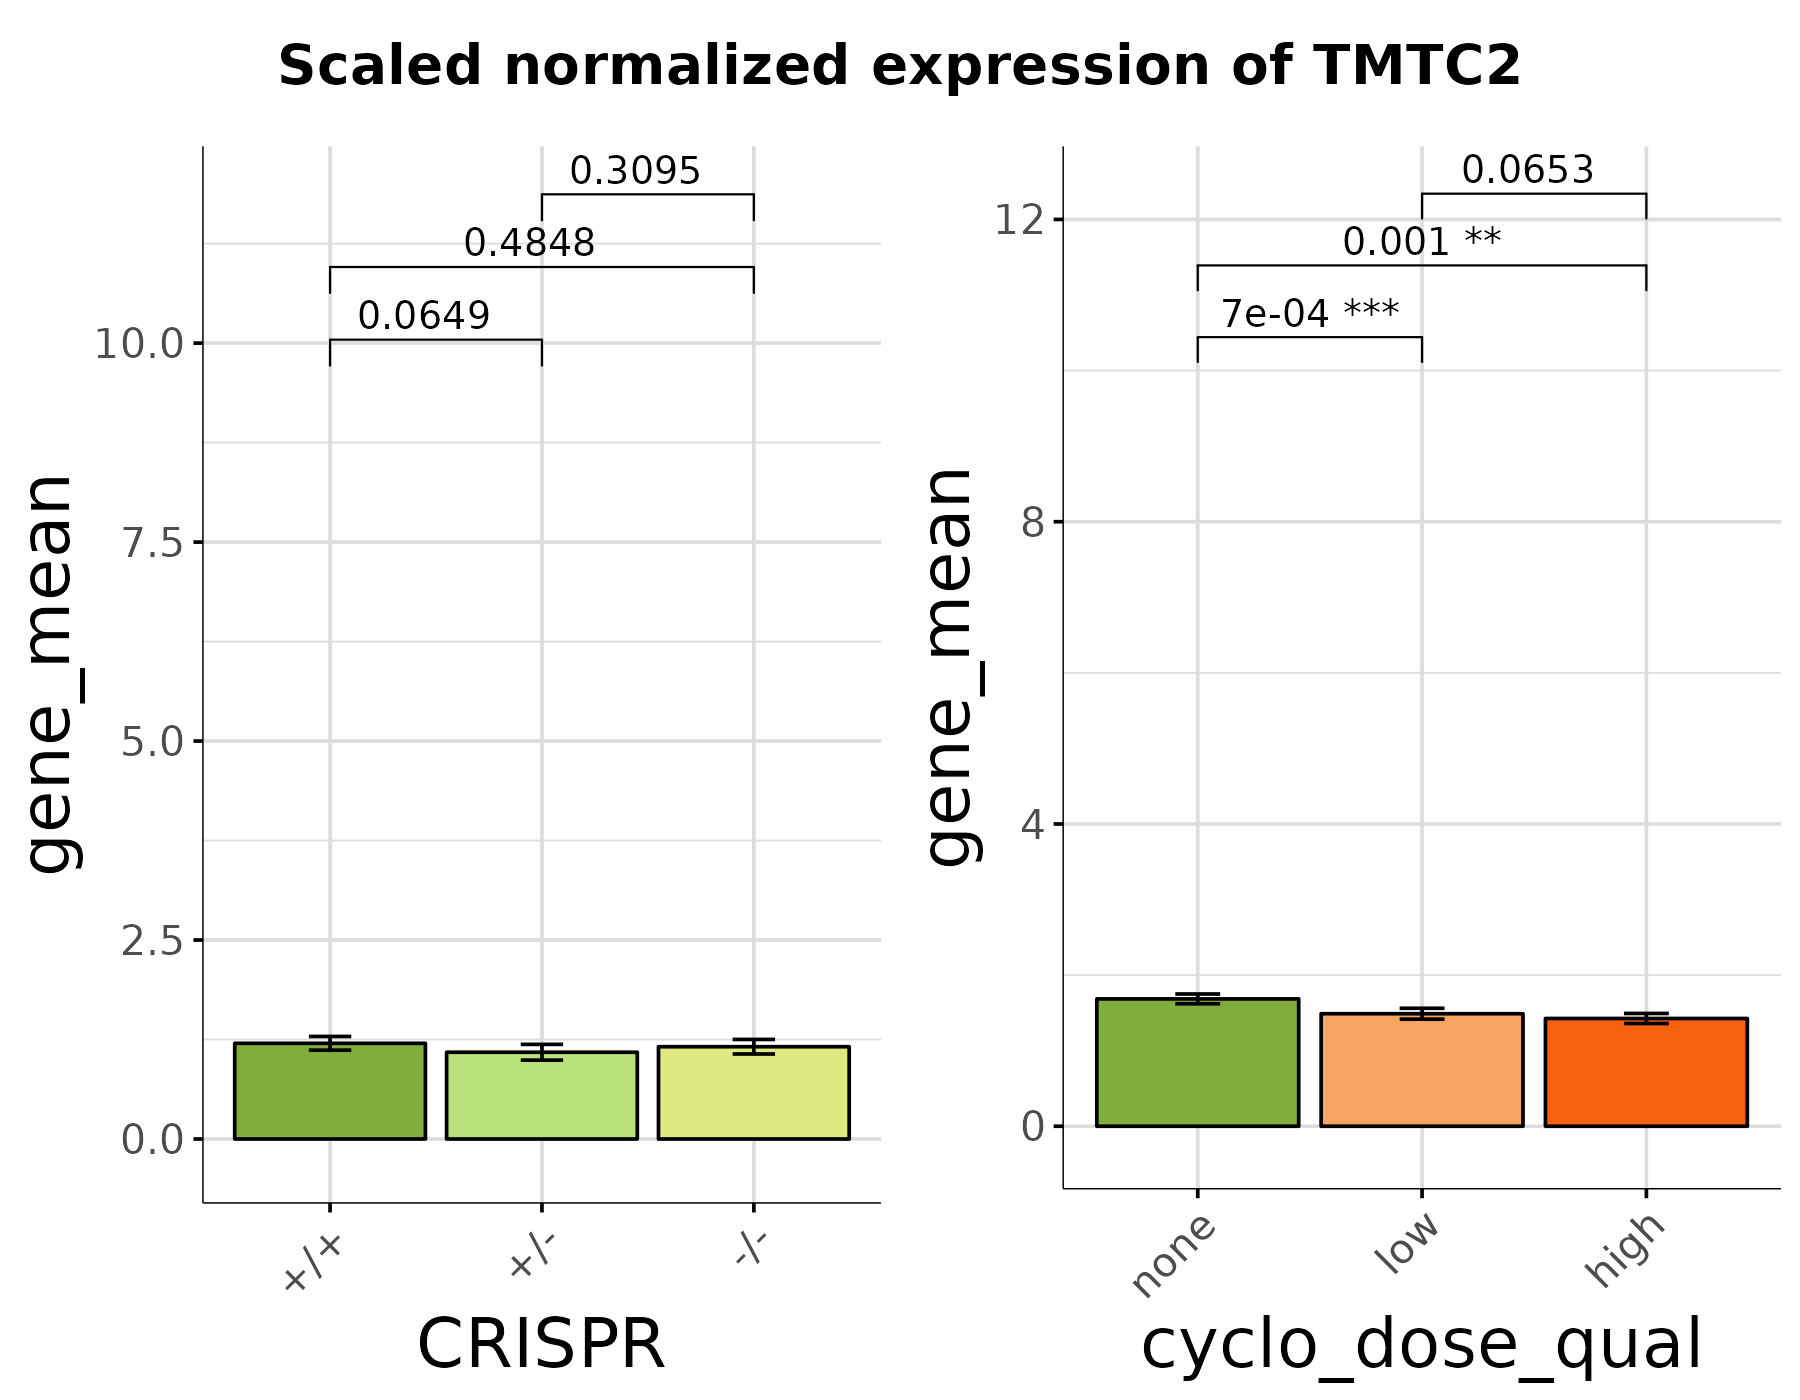 Scaled normalized expression of TMTC2
gene_mean
10.0
7.5
5.0
2.5
0.0
0.3095
0.4848
0.0649
+/+
+/-
-/-
CRISPR
gene_mean
12
8
4
0
0.0653
0.001 **
7e-04 ***
none
low
high
cyclo_dose_qual